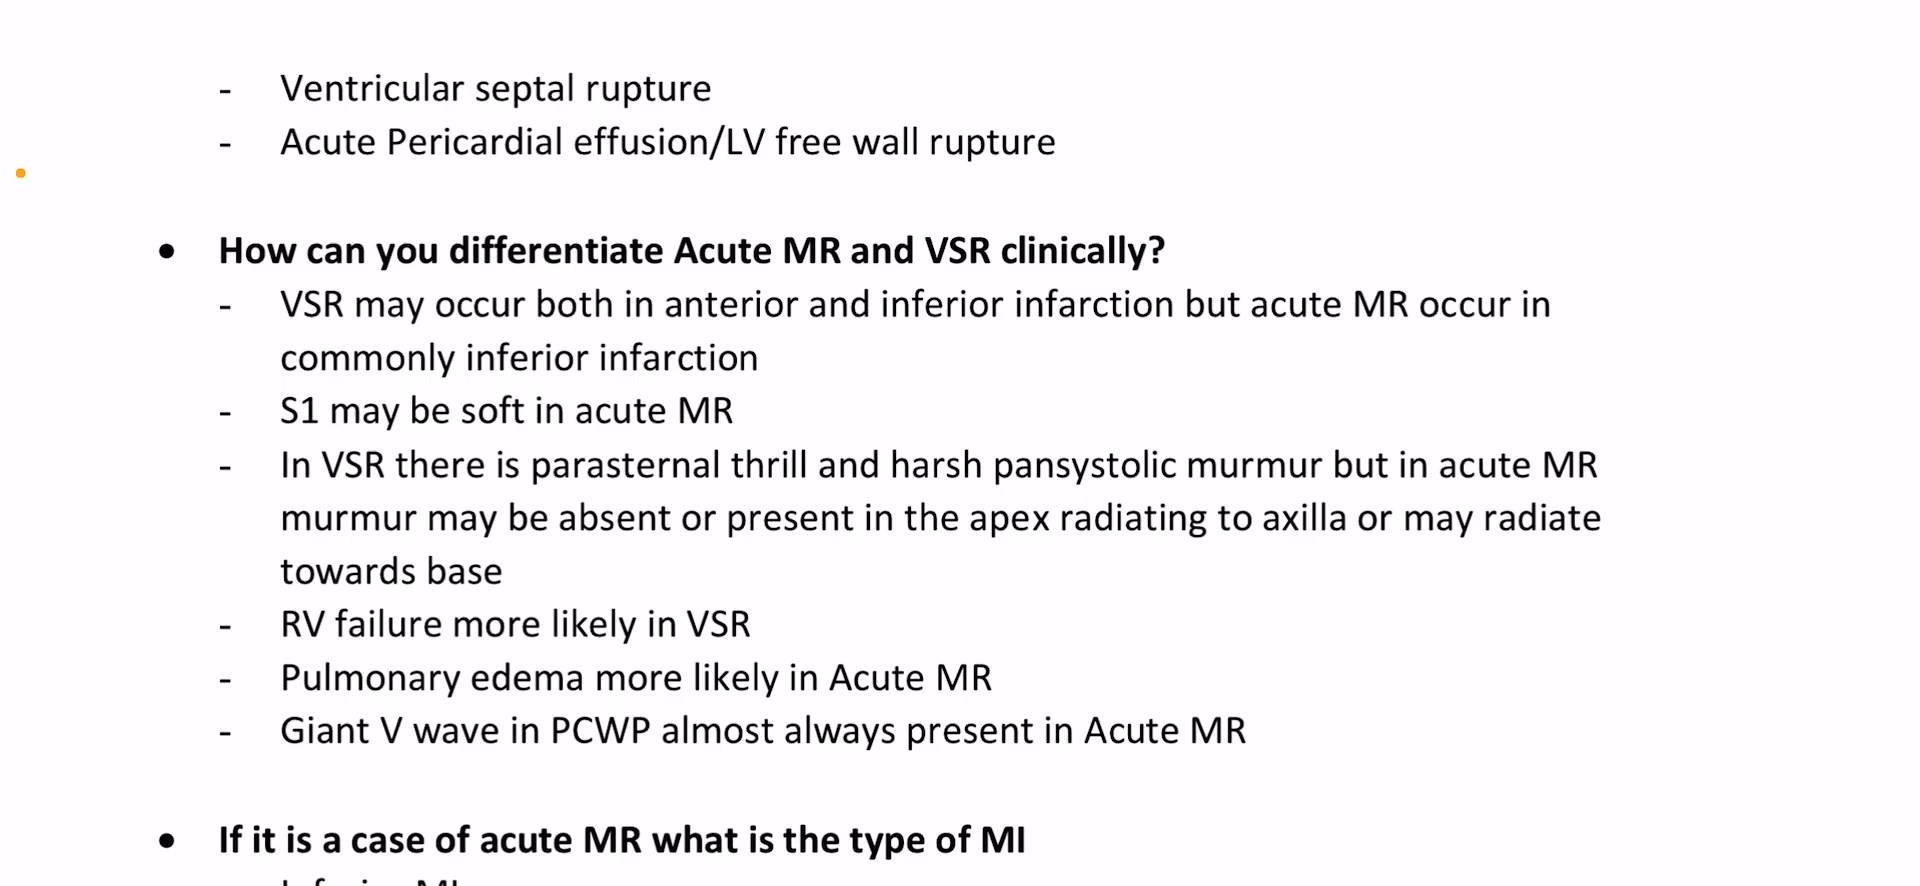 - Ventricular septal rupture
- Acute Pericardial effusion/LV free wall rupture
• How can you differentiate Acute MR and VSR clinically?
- VSR may occur both in anterior and inferior infarction but acute MR occur in
commonly inferior infarction
- S1 may be soft in acute MR
- In VSR there is parasternal thrill and harsh pansystolic murmur but in acute MR
murmur may be absent or present in the apex radiating to axilla or may radiate
towards base
- RV failure more likely in VSR
- Pulmonary edema more likely in Acute MR
- Giant V wave in PCWP almost always present in Acute MR
• If it is a case of acute MR what is the type of MI